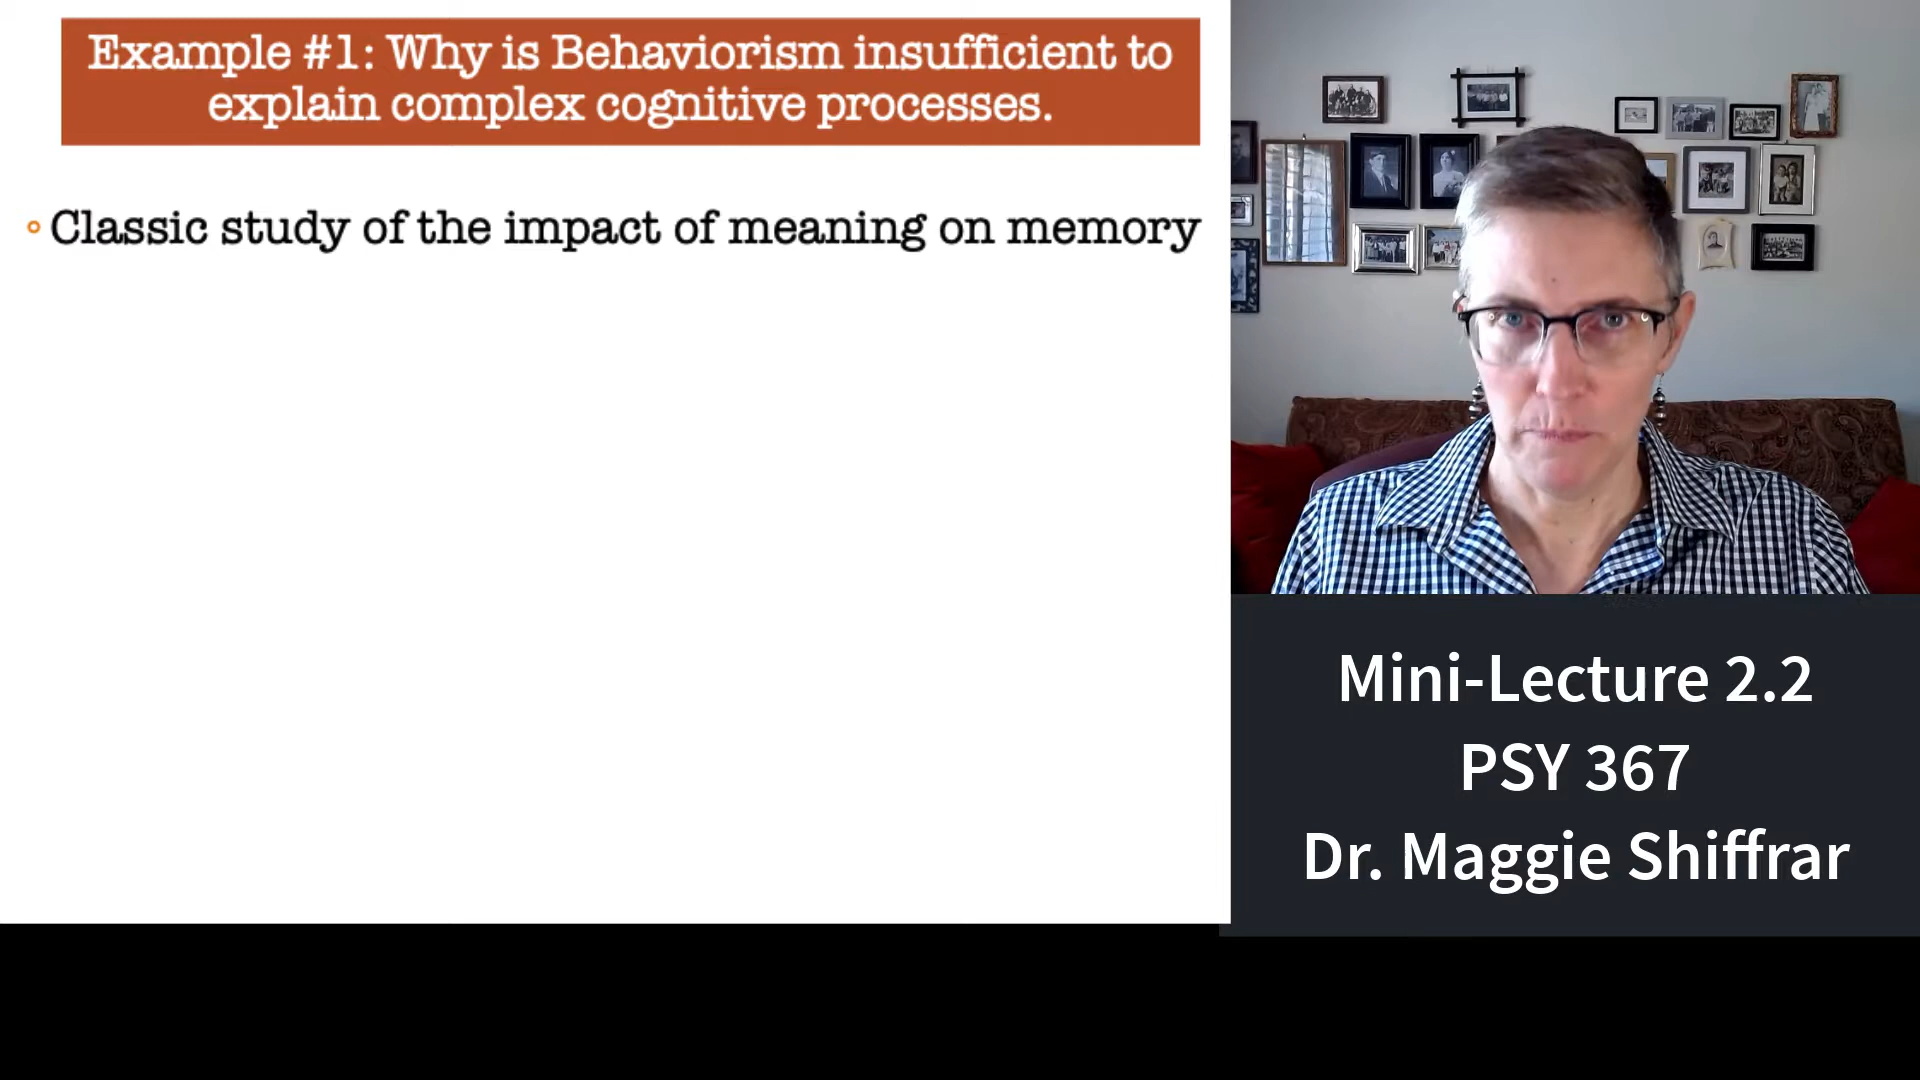 Example #1: Why is Behaviorism insufficient to
explain complex cognitive processes.
Classic study of the impact of meaning on memory
Mini-Lecture 2.2
PSY 367
Dr. Maggie Shiffrar